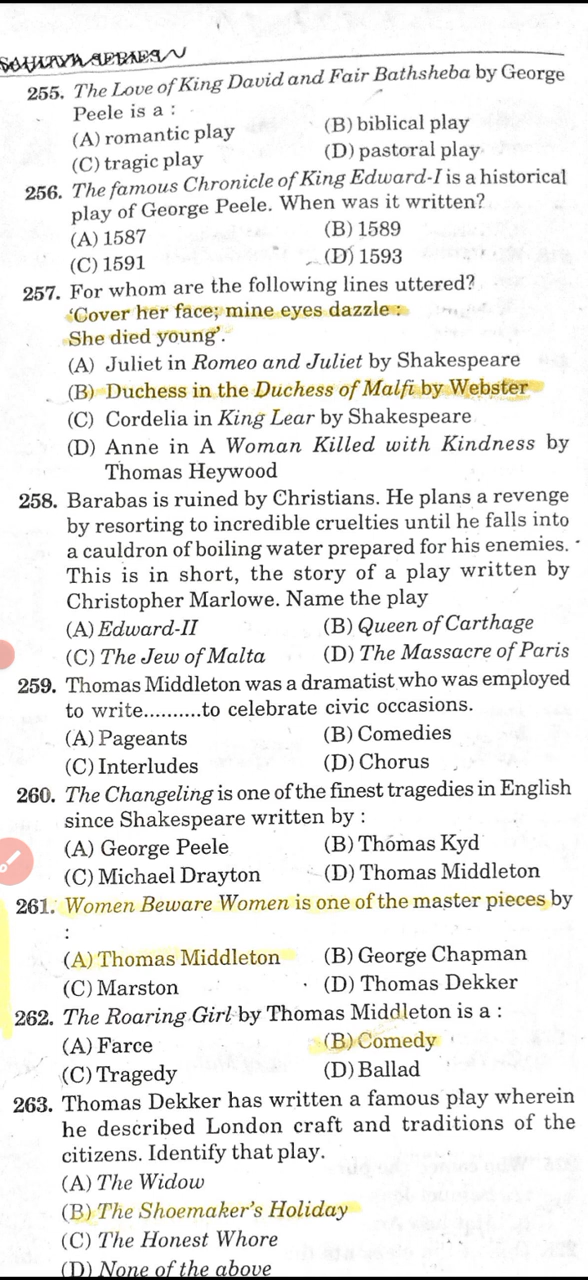 255. The Love of King David and Fair Bathsheba by George
Peele is a :
(A) romantic play (B) biblical play
(C) tragic play (D) pastoral play
256. The famous Chronicle of King Edward-I is a historical
play of George Peele. When was it written?
(A) 1587 (B) 1589
(C) 1591 (D) 1593
257. For whom are the following lines uttered?
‘Cover her face; mine eyes dazzle :
She died young’.
(A) Juliet in Romeo and Juliet by Shakespeare
(B) Duchess in the Duchess of Malfi by Webster
(C) Cordelia in King Lear by Shakespeare
(D) Anne in A Woman Killed with Kindness by
Thomas Heywood
258. Barabas is ruined by Christians. He plans a revenge
by resorting to incredible cruelties until he falls into
a cauldron of boiling water prepared for his enemies.
This is in short, the story of a play written by
Christopher Marlowe. Name the play
(A) Edward-II (B) Queen of Carthage
(C) The Jew of Malta (D) The Massacre of Paris
259. Thomas Middleton was a dramatist who was employed
to write..........to celebrate civic occasions.
(A) Pageants (B) Comedies
(C) Interludes (D) Chorus
260. The Changeling is one of the finest tragedies in English
since Shakespeare written by :
(A) George Peele (B) Thomas Kyd
(C) Michael Drayton (D) Thomas Middleton
261. Women Beware Women is one of the master pieces by
:
(A) Thomas Middleton (B) George Chapman
(C) Marston (D) Thomas Dekker
262. The Roaring Girl by Thomas Middleton is a :
(A) Farce (B) Comedy
(C) Tragedy (D) Ballad
263. Thomas Dekker has written a famous play wherein
he described London craft and traditions of the
citizens. Identify that play.
(A) The Widow
(B) The Shoemaker’s Holiday
(C) The Honest Whore
(D) None of the above